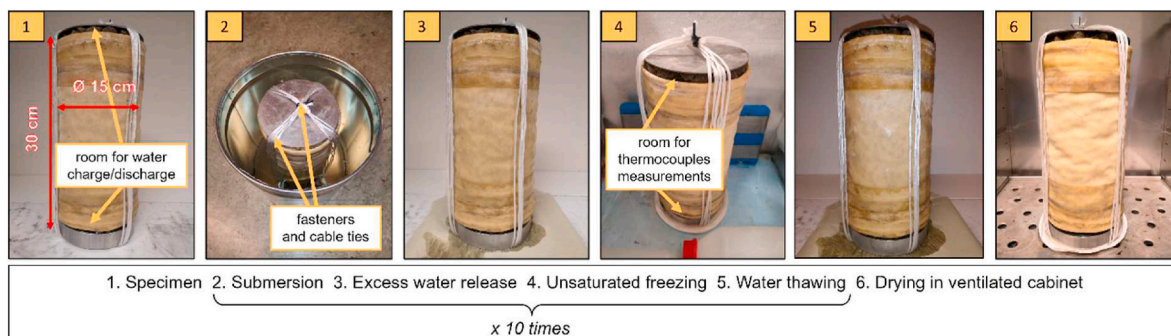 1
2
3
4
5
6
Ø 15 cm
30 cm
room for water
charge/discharge
fasteners
and cable ties
room for
thermocouples
measurements
1. Specimen 2. Submersion 3. Excess water release 4. Unsaturated freezing 5. Water thawing 6. Drying in ventilated cabinet
x 10 times